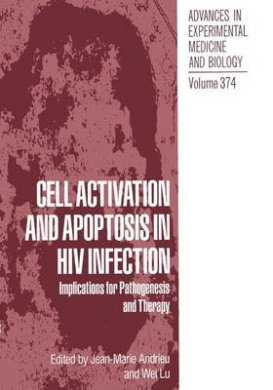 ADVANCES IN
EXPERIMENTAL
MEDICINE
AND BIOLOGY
Volume 374
CELL ACTIVATION
AND APOPTOSIS IN
HIV INFECTION
Implications for Pathogenesis
and Therapy
Edited by Jean-Marie Andrieu
and Wei Lu